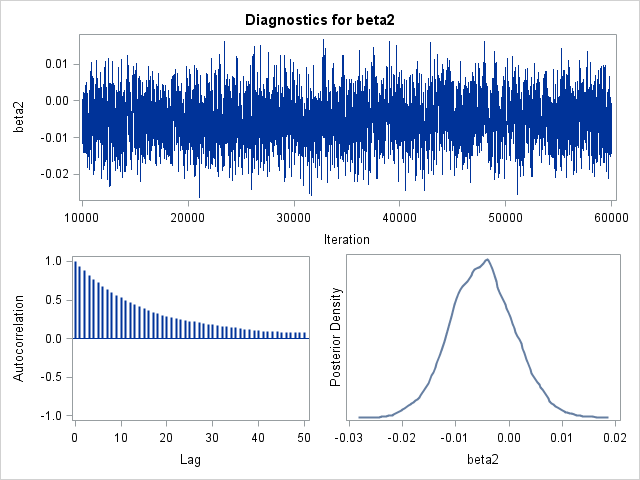 Diagnostics for beta2
beta2
0.01
0.00
-0.01
-0.02
10000 20000 30000 40000 50000 60000
Iteration
Autocorrelation
1.0
0.5
0.0
-0.5
-1.0
0 10 20 30 40 50
Lag
Posterior Density
-0.03 -0.02 -0.01 0.00 0.01 0.02
beta2